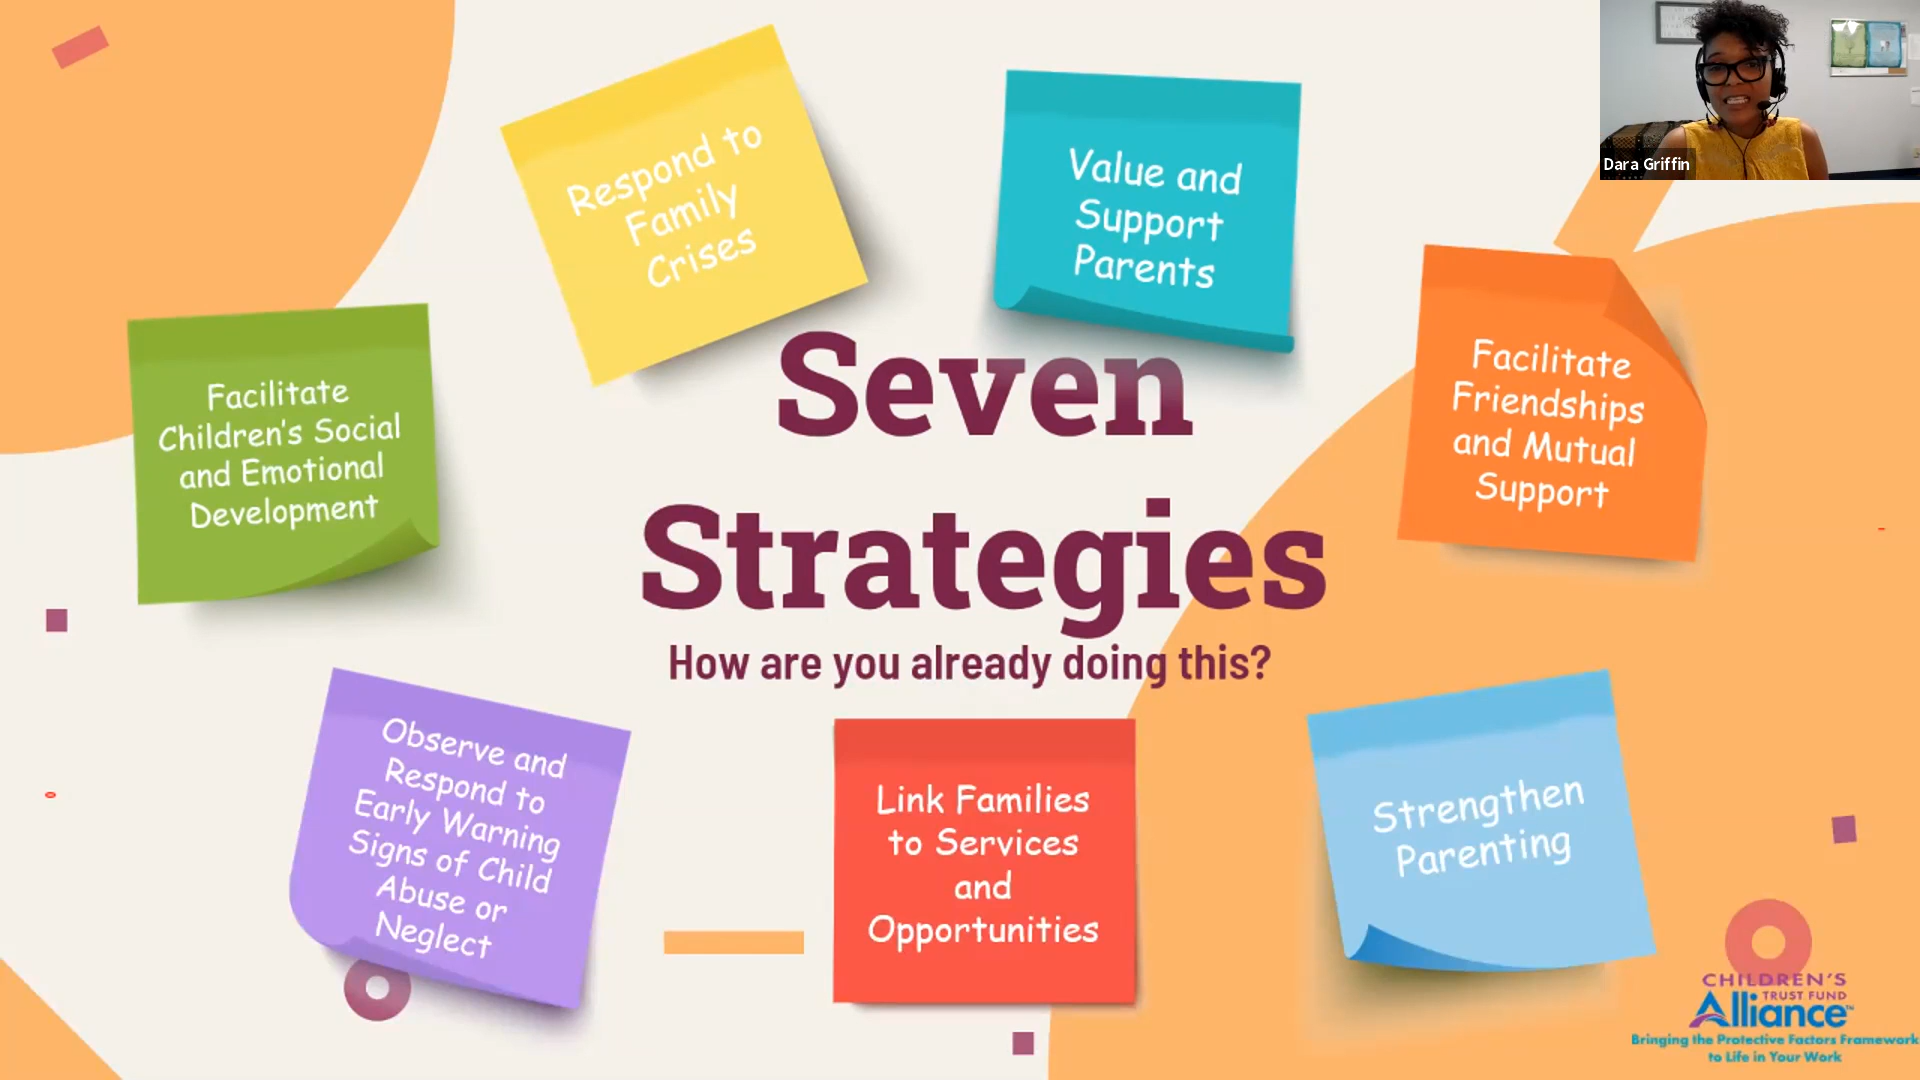 Respond to
Family
Crises
Value and
Support
Parents
Dara Griffin
Facilitate
Children's Social
and Emotional
Development
Seven
Strategies
How are you already doing this?
Facilitate
Friendships
and Mutual
Support
Observe and
Respond to
Early Warning
Signs of Child
Abuse or
Neglect
Link Families
to Services
and
Opportunities
Strengthen
Parenting
CHILDREN'S
TRUST FUND
Alliance™
Bringing the Protective Factors Framework
to Life in Your Work